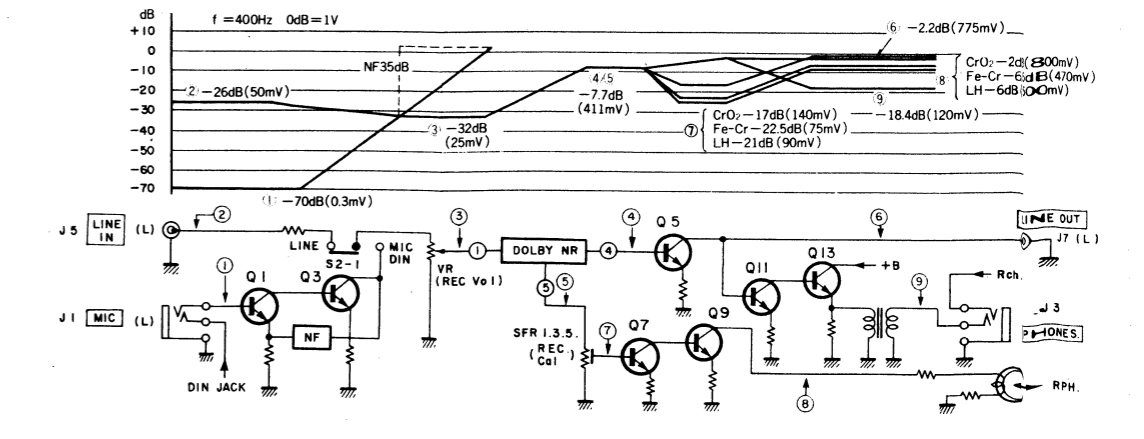 dB
f=400Hz 0dB=1V
+10
0
-10
-20
-30
-40
-50
-60
-70
NF35dB
② -26dB(50mV)
③ -32dB
(25mV)
④/⑤
-7.7dB
(411mV)
① -70dB(0.3mV)
⑥ -2.2dB(775mV)
⑦
CrO2-17dB(140mV)
Fe-Cr-22.5dB(75mV)
LH-21dB(90mV)
⑧
CrO2-2dB
Fe-Cr-6 dB(470mV)
LH-6dB
⑨
-18.4dB(120mV)
J5 LINE IN (L)
②
LINE
S2-1
MIC
DIN
VR
(REC Vol)
③
①
DOLBY NR
④
④
Q5
⑥
LINE OUT
J7 (L)
⑤
⑤
SFR 1.3.5.
(REC Cal)
⑦
Q7
Q9
Q11
Q13
+B
⑨
Rch.
J3
PHONES.
⑧
RPH.
J1 MIC (L)
①
Q1
Q3
NF
DIN JACK